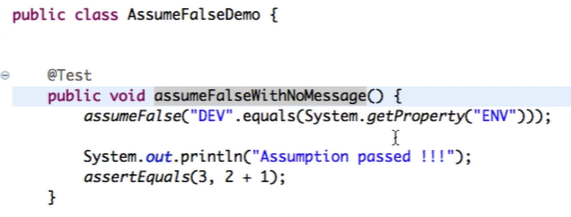 public class AssumeFalseDemo {
@Test
public void assumeFalseWithNoMessage() {
assumeFalse("DEV".equals(System.getProperty("ENV")));
System.out.println("Assumption passed !!!");
assertEquals(3, 2 + 1);
}